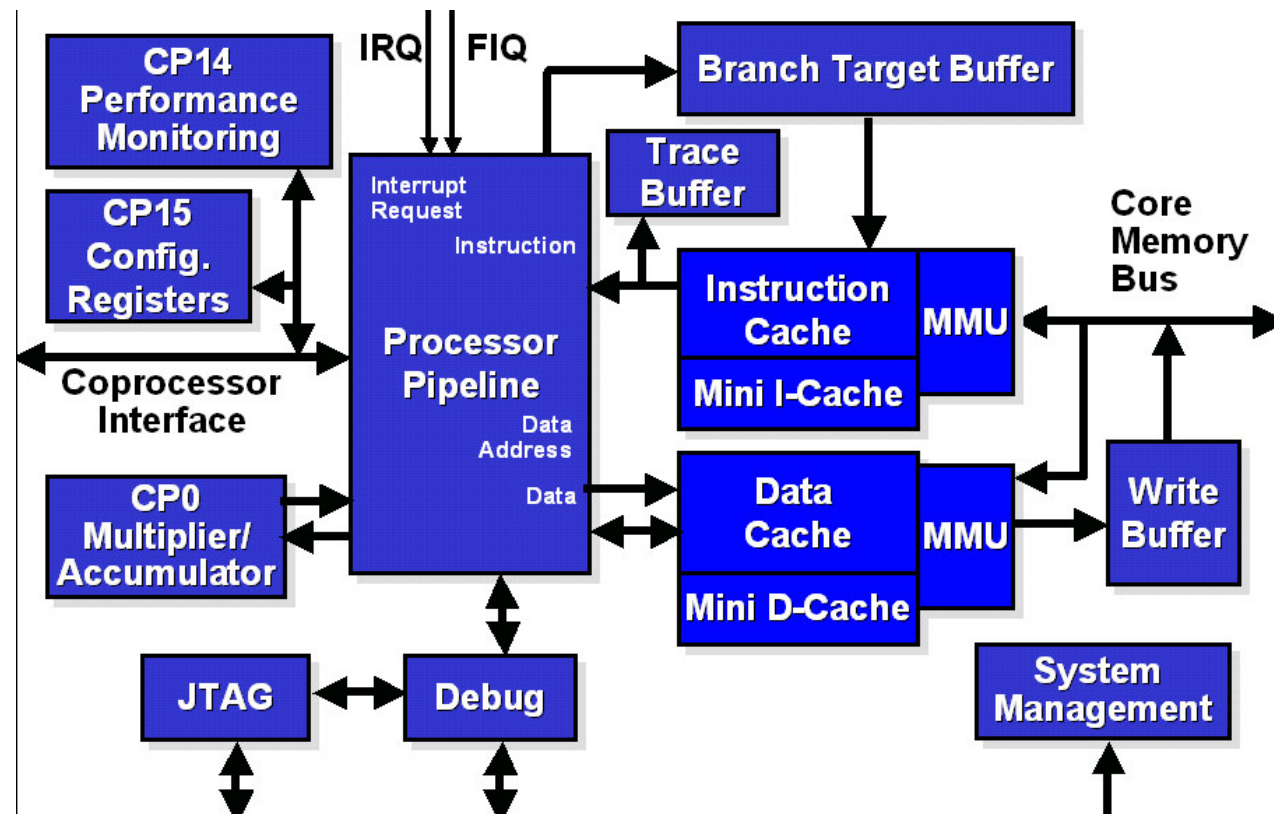 CP14
Performance
Monitoring
IRQ
FIQ
Branch Target Buffer
Trace
Buffer
CP15
Config.
Registers
Interrupt
Request
Instruction
Processor
Pipeline
Data
Address
Data
Core
Memory
Bus
Instruction
Cache
MMU
Mini I-Cache
Coprocessor
Interface
CP0
Multiplier/
Accumulator
Data
Cache
MMU
Mini D-Cache
Write
Buffer
JTAG
Debug
System
Management